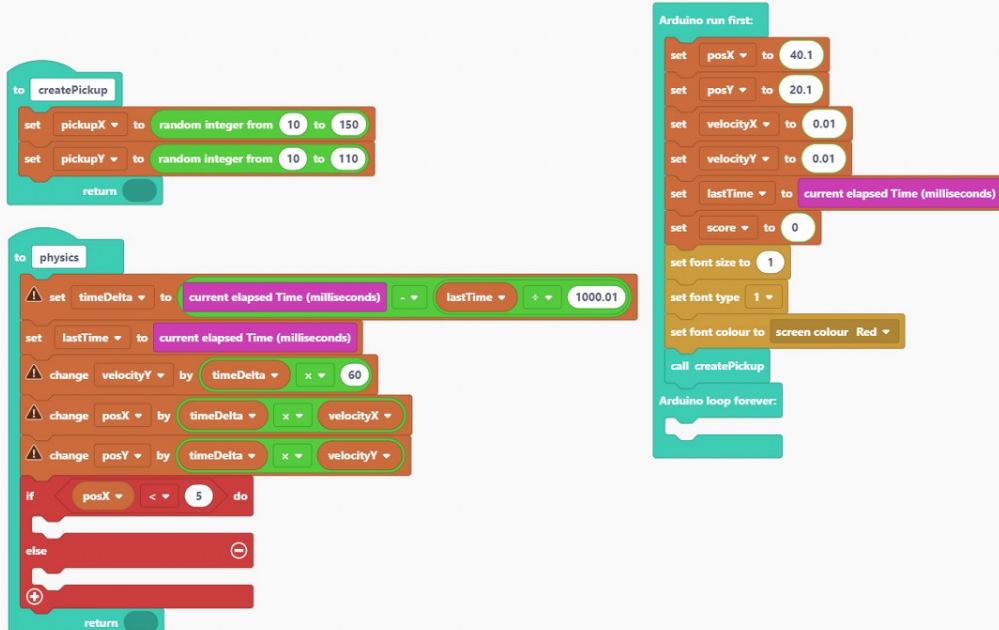 to createPickup
set pickupX to random integer from 10 to 150
set pickupY to random integer from 10 to 110
return
to physics
set timeDelta to current elapsed Time (milliseconds) - lastTime ÷ 1000.01
set lastTime to current elapsed Time (milliseconds)
change velocityY by timeDelta × 60
change posX by timeDelta × velocityX
change posY by timeDelta × velocityY
if posX < 5 do
else
return
Arduino run first:
set posX to 40.1
set posY to 20.1
set velocityX to 0.01
set velocityY to 0.01
set lastTime to current elapsed Time (milliseconds)
set score to 0
set font size to 1
set font type 1
set font colour to screen colour Red
call createPickup
Arduino loop forever: